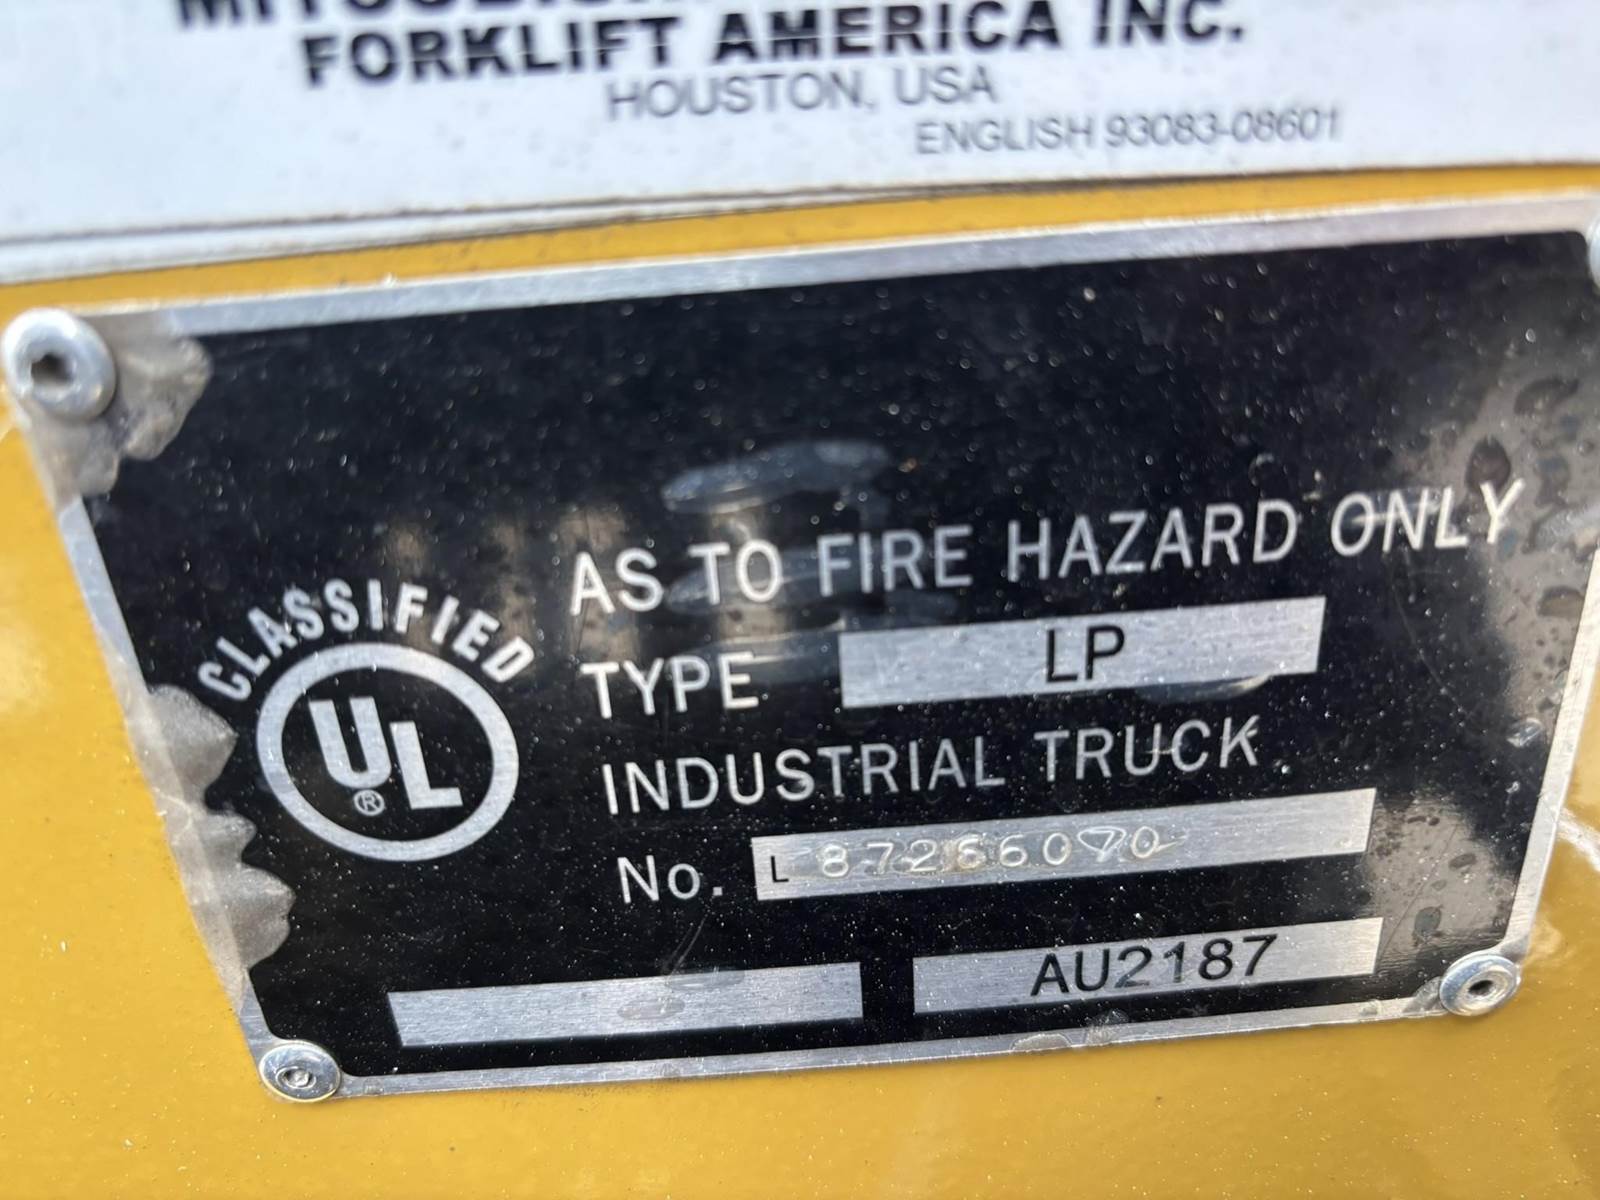 FORKLIFT AMERICA INC.
HOUSTON, USA
ENGLISH 93083-08601
AS TO FIRE HAZARD ONLY
CLASSIFIED
UL
®
TYPE LP
INDUSTRIAL TRUCK
No. L 87266070
AU2187